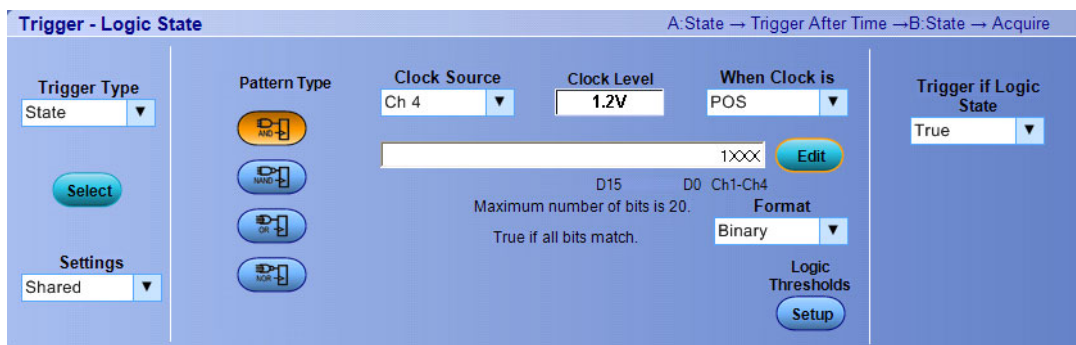 Trigger - Logic State
A:State → Trigger After Time →B:State → Acquire
Trigger Type
State
Select
Settings
Shared
Pattern Type
AND
NAND
OR
NOR
Clock Source
Ch 4
Clock Level
1.2V
When Clock is
POS
1XXX
Edit
D15 D0 Ch1-Ch4
Maximum number of bits is 20.
True if all bits match.
Format
Binary
Logic
Thresholds
Setup
Trigger if Logic
State
True